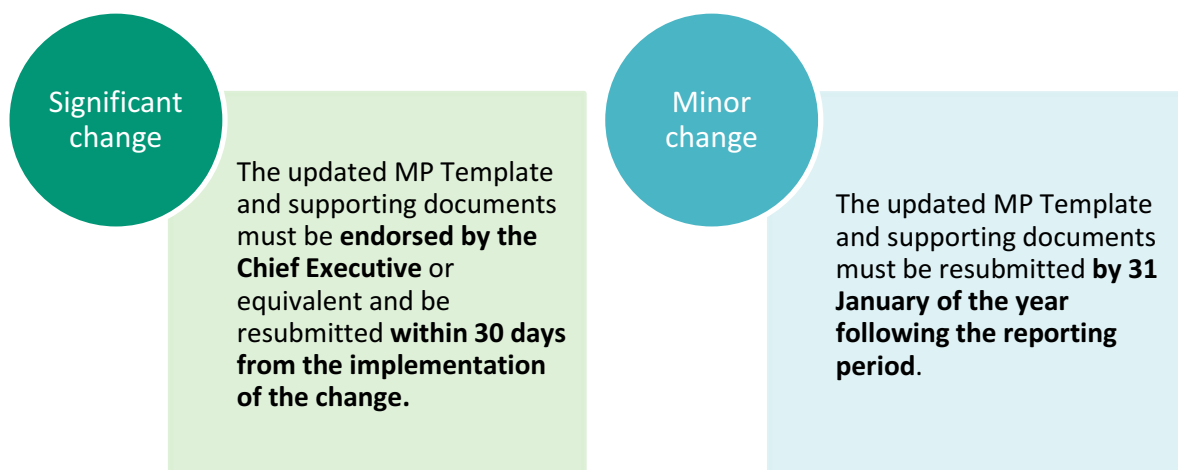 Significant
change
The updated MP Template
and supporting documents
must be endorsed by the
Chief Executive or
equivalent and be
resubmitted within 30 days
from the implementation
of the change.
Minor
change
The updated MP Template
and supporting documents
must be resubmitted by 31
January of the year
following the reporting
period.